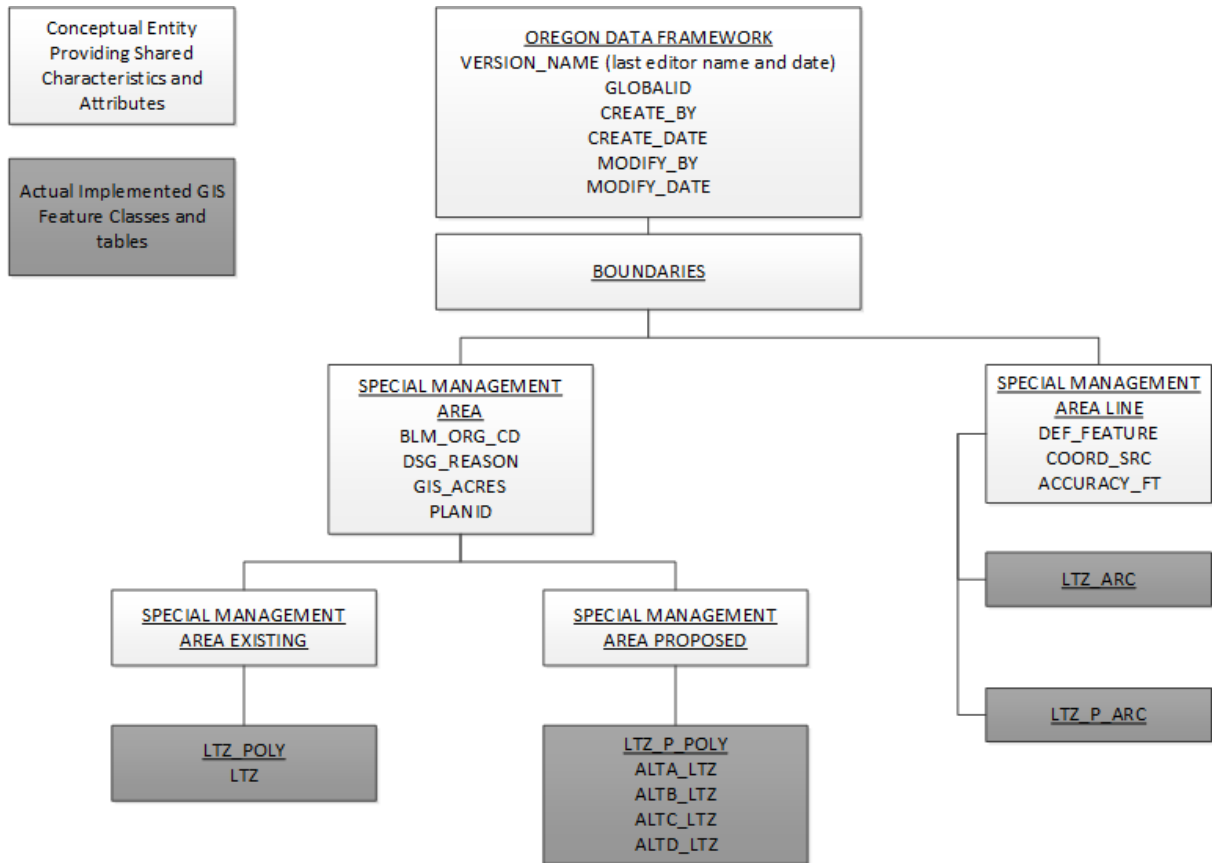 Conceptual Entity
Providing Shared
Characteristics and
Attributes
Actual Implemented GIS
Feature Classes and
tables
OREGON DATA FRAMEWORK
VERSION_NAME (last editor name and date)
GLOBALID
CREATE_BY
CREATE_DATE
MODIFY_BY
MODIFY_DATE
BOUNDARIES
SPECIAL MANAGEMENT
AREA
BLM_ORG_CD
DSG_REASON
GIS_ACRES
PLANID
SPECIAL MANAGEMENT
AREA LINE
DEF_FEATURE
COORD_SRC
ACCURACY_FT
LTZ_ARC
LTZ_P_ARC
SPECIAL MANAGEMENT
AREA EXISTING
SPECIAL MANAGEMENT
AREA PROPOSED
LTZ_POLY
LTZ
LTZ_P_POLY
ALTA_LTZ
ALTB_LTZ
ALTC_LTZ
ALTD_LTZ